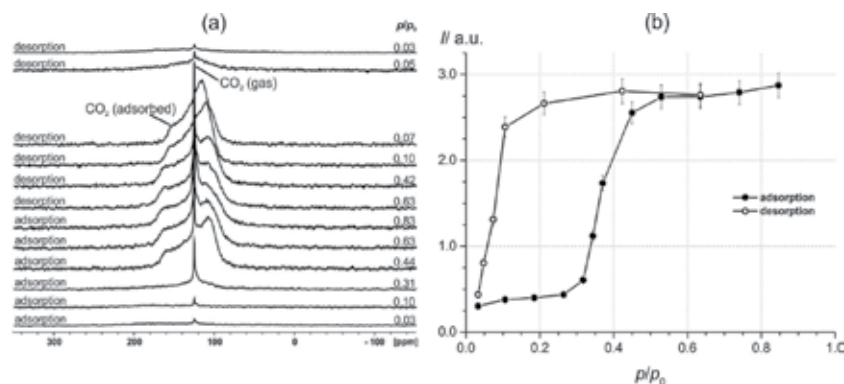 (a)
p/p₀
desorption 0.03
desorption 0.05
CO₂ (gas)
CO₂ (adsorbed)
desorption 0.07
desorption 0.10
desorption 0.42
desorption 0.63
adsorption 0.83
adsorption 0.63
adsorption 0.44
adsorption 0.31
adsorption 0.10
adsorption 0.03
300 200 100 0 -100 [ppm]
(b)
I/ a.u.
3.0
2.0
1.0
0.0
adsorption
desorption
0.0 0.2 0.4 0.6 0.8 1.0
p/p₀